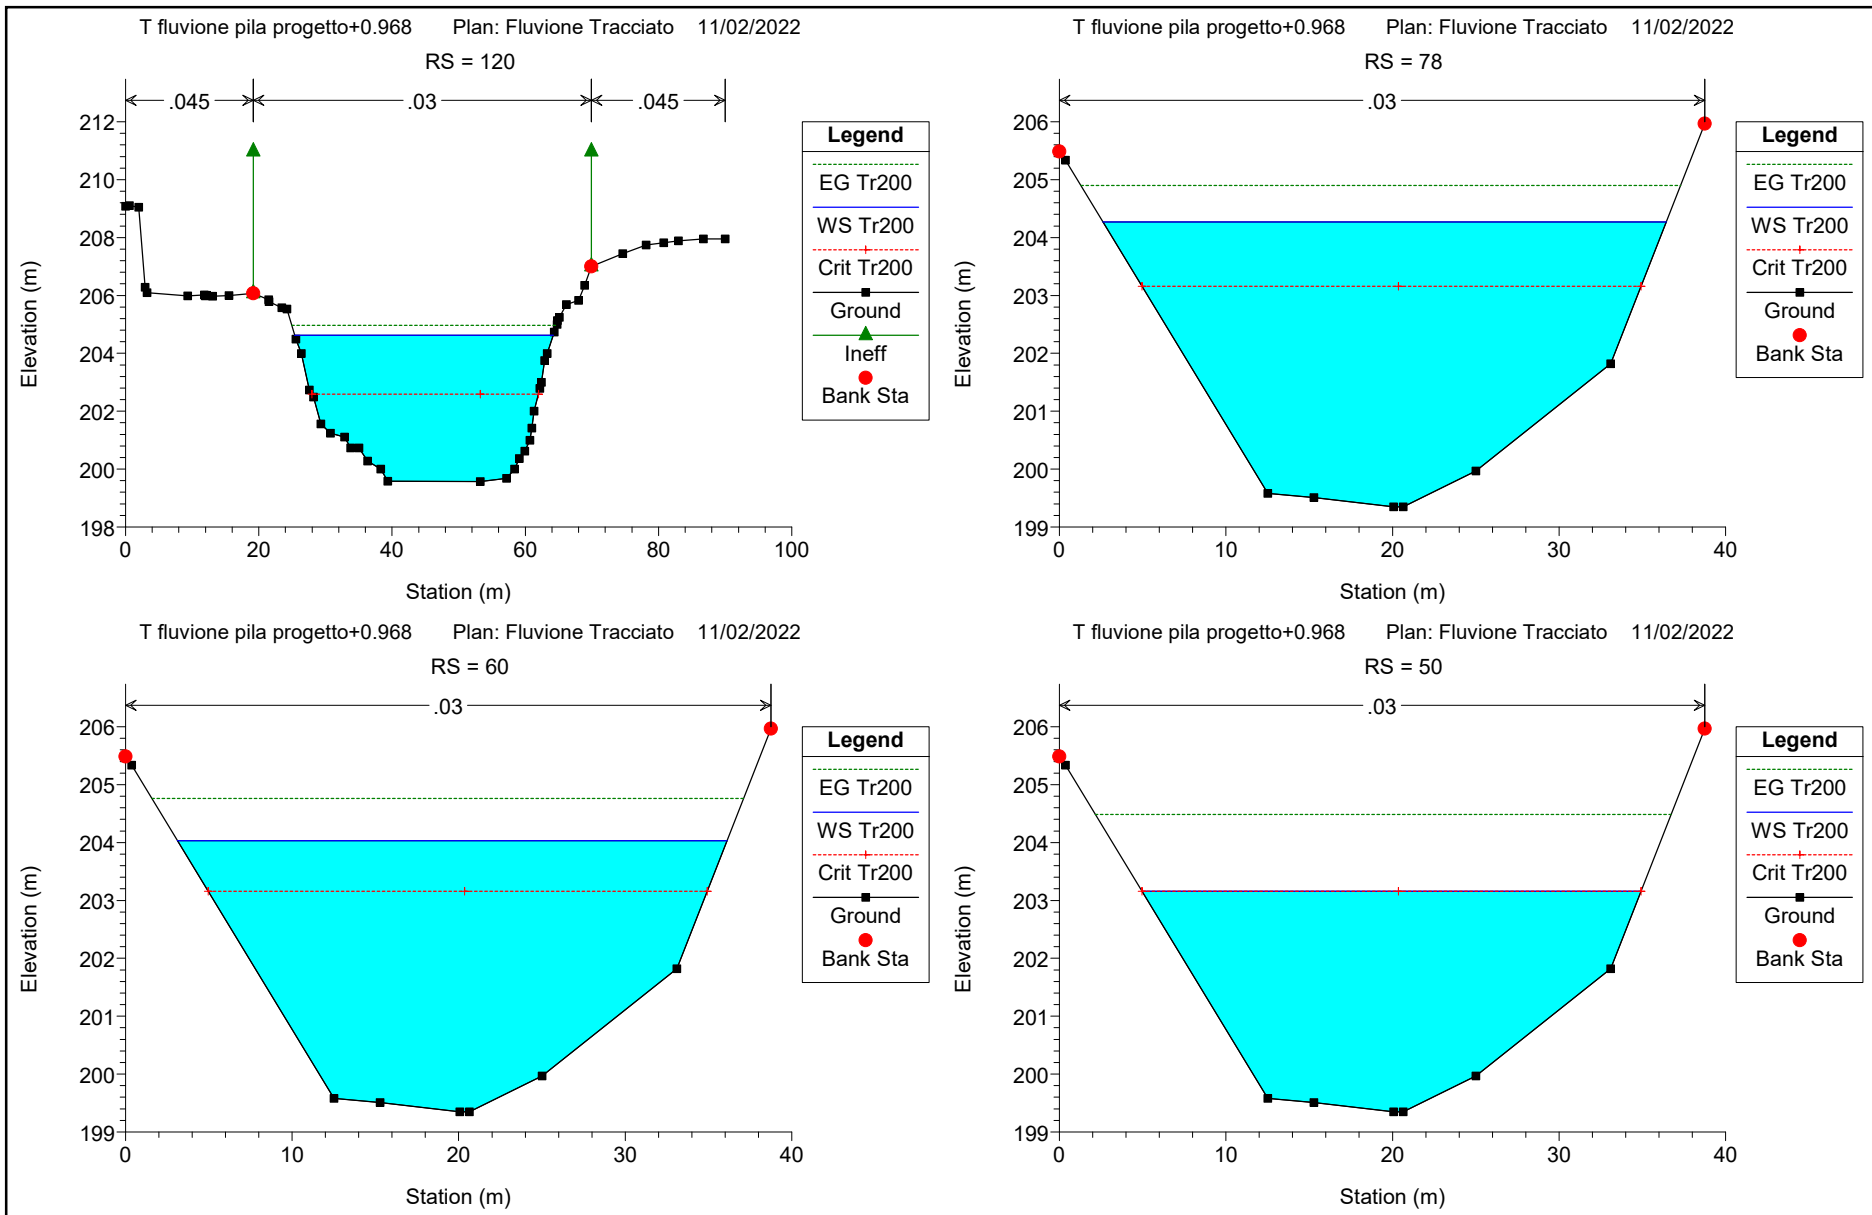 T fluvione pila progetto+0.968 Plan: Fluvione Tracciato 11/02/2022
RS = 120
.045 .03 .045
212
210
208
206
204
202
200
198
Elevation (m)
0 20 40 60 80 100
Station (m)
Legend
EG Tr200
WS Tr200
Crit Tr200
Ground
Ineff
Bank Sta
T fluvione pila progetto+0.968 Plan: Fluvione Tracciato 11/02/2022
RS = 78
.03
206
205
204
203
202
201
200
199
Elevation (m)
0 10 20 30 40
Station (m)
Legend
EG Tr200
WS Tr200
Crit Tr200
Ground
Bank Sta
T fluvione pila progetto+0.968 Plan: Fluvione Tracciato 11/02/2022
RS = 60
.03
206
205
204
203
202
201
200
199
Elevation (m)
0 10 20 30 40
Station (m)
Legend
EG Tr200
WS Tr200
Crit Tr200
Ground
Bank Sta
T fluvione pila progetto+0.968 Plan: Fluvione Tracciato 11/02/2022
RS = 50
.03
206
205
204
203
202
201
200
199
Elevation (m)
0 10 20 30 40
Station (m)
Legend
EG Tr200
WS Tr200
Crit Tr200
Ground
Bank Sta